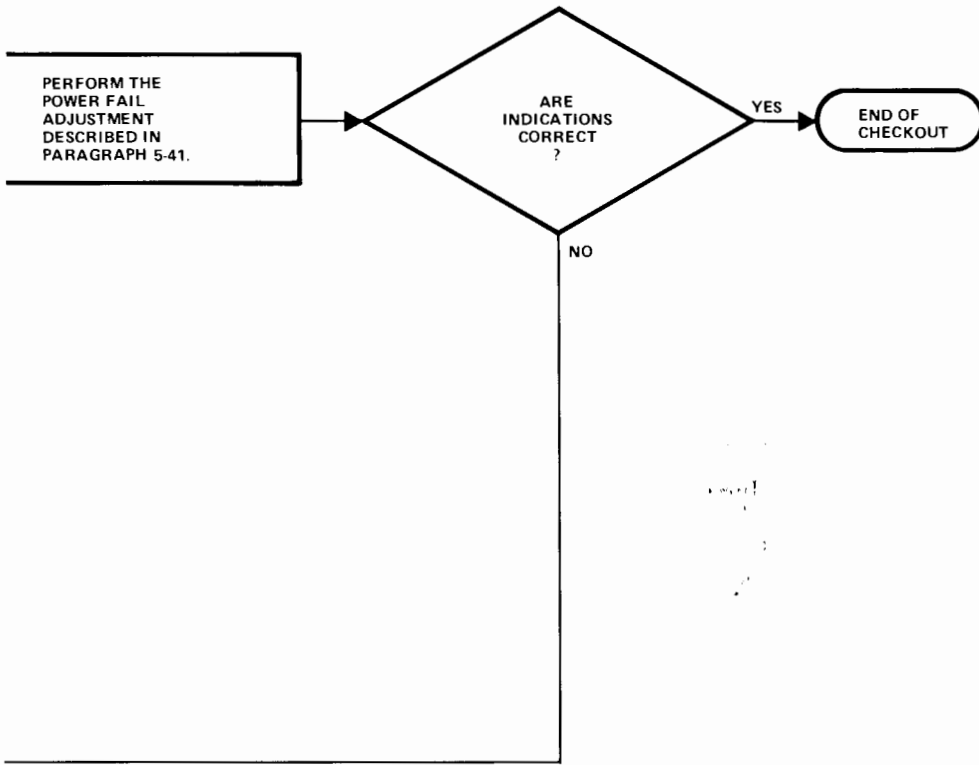 PERFORM THE
POWER FAIL
ADJUSTMENT
DESCRIBED IN
PARAGRAPH 5-41.
ARE
INDICATIONS
CORRECT
?
YES
END OF
CHECKOUT
NO